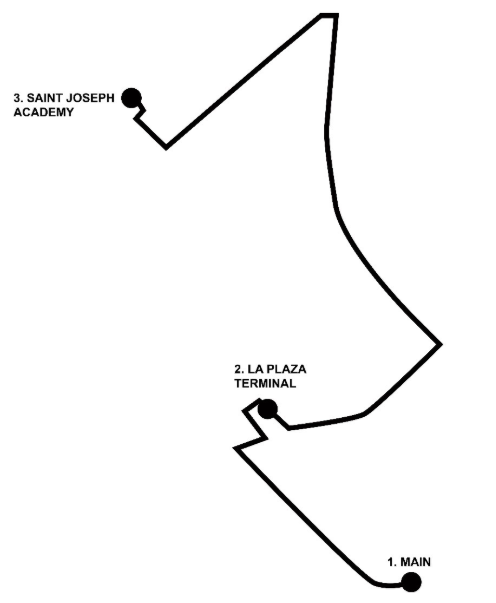 3. SAINT JOSEPH
ACADEMY
2. LA PLAZA
TERMINAL
1. MAIN